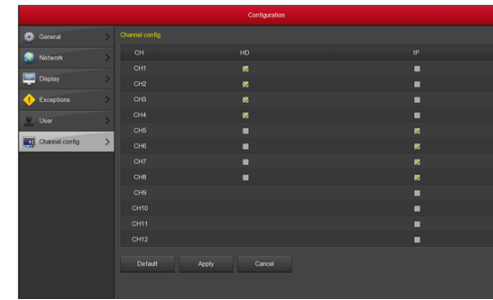 Configuration
General >
Network >
Display >
Exceptions >
User >
Channel config >
Channel config
CH HD IP
CH1
CH2
CH3
CH4
CH5
CH6
CH7
CH8
CH9
CH10
CH11
CH12
Default Apply Cancel